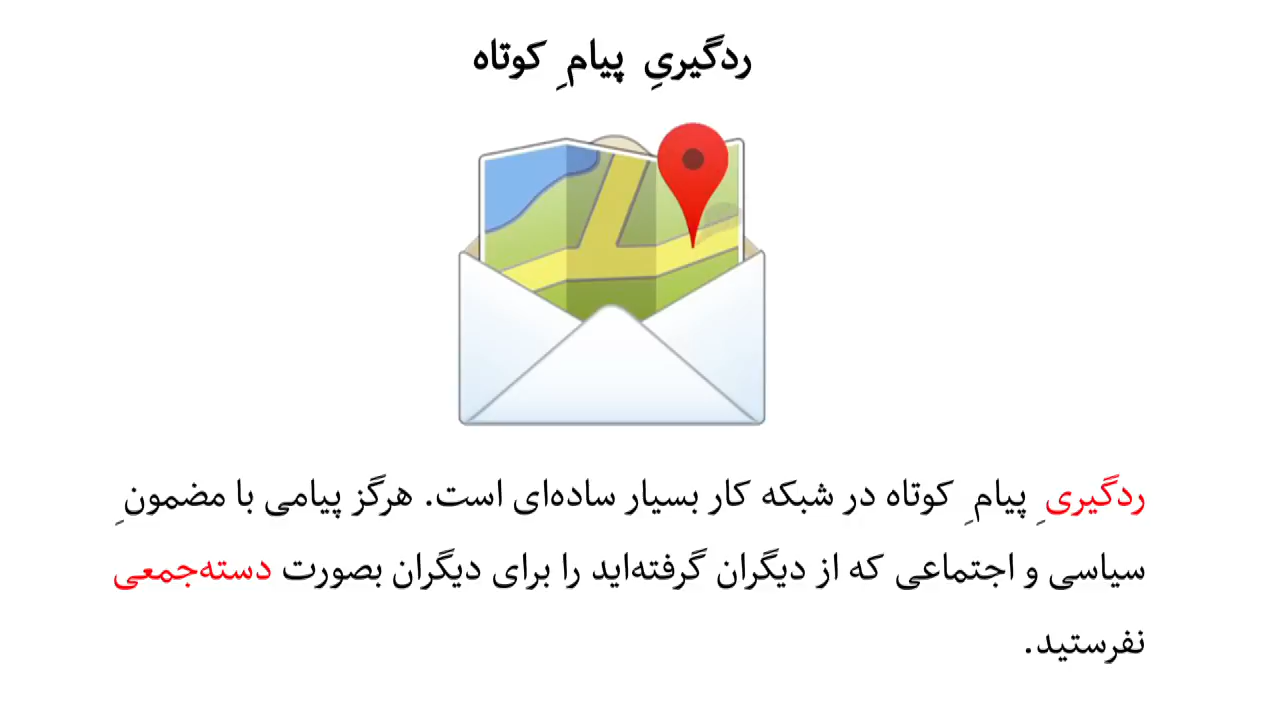 ردگیریِ پیامِ کوتاه
ردگیریِ پیامِ کوتاه در شبکه کار بسیار ساده‌ای است. هرگز پیامی با مضمونِ
سیاسی و اجتماعی که از دیگران گرفته‌اید را برای دیگران بصورت دسته‌جمعی
نفرستید.